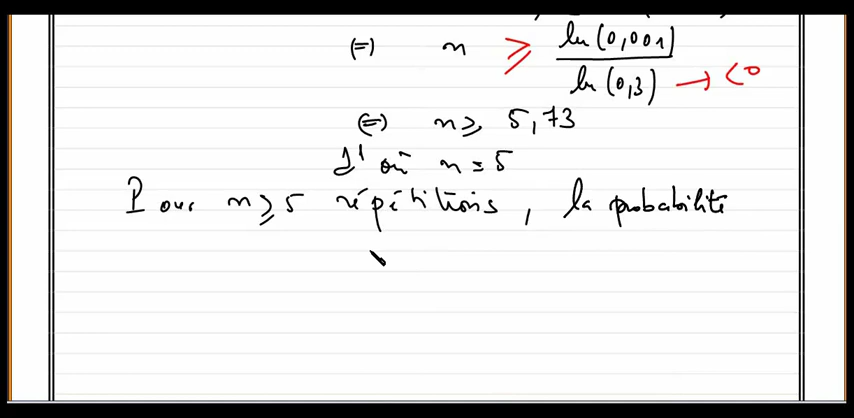 (=) n ≥ ln(0,001) / ln(0,3) → <0
(=) n ≥ 5,73
d'où n = 5
Pour n ≥ 5 répétitions, la probabilité